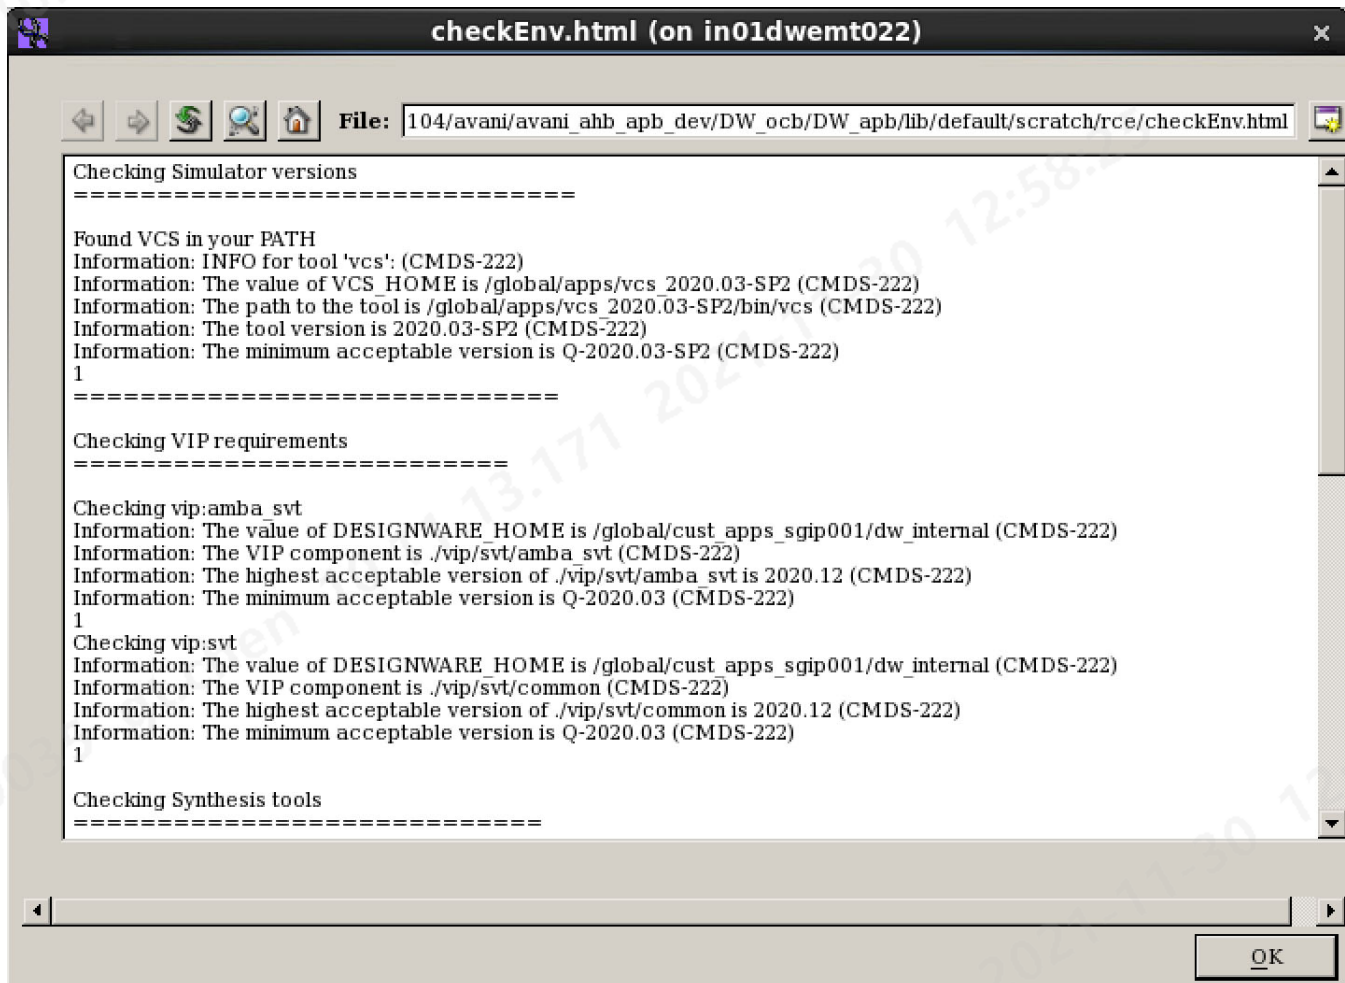 checkEnv.html (on in01dwemt022)
File: 104/avani/avani_ahb_apb_dev/DW_ocb/DW_apb/lib/default/scratch/rce/checkEnv.html
Checking Simulator versions
==============================
Found VCS in your PATH
Information: INFO for tool 'vcs': (CMDS-222)
Information: The value of VCS_HOME is /global/apps/vcs_2020.03-SP2 (CMDS-222)
Information: The path to the tool is /global/apps/vcs_2020.03-SP2/bin/vcs (CMDS-222)
Information: The tool version is 2020.03-SP2 (CMDS-222)
Information: The minimum acceptable version is Q-2020.03-SP2 (CMDS-222)
1
=============================
Checking VIP requirements
==========================
Checking vip:amba_svt
Information: The value of DESIGNWARE_HOME is /global/cust_apps_sgip001/dw_internal (CMDS-222)
Information: The VIP component is ./vip/svt/amba_svt (CMDS-222)
Information: The highest acceptable version of ./vip/svt/amba_svt is 2020.12 (CMDS-222)
Information: The minimum acceptable version is Q-2020.03 (CMDS-222)
1
Checking vip:svt
Information: The value of DESIGNWARE_HOME is /global/cust_apps_sgip001/dw_internal (CMDS-222)
Information: The VIP component is ./vip/svt/common (CMDS-222)
Information: The highest acceptable version of ./vip/svt/common is 2020.12 (CMDS-222)
Information: The minimum acceptable version is Q-2020.03 (CMDS-222)
1
Checking Synthesis tools
============================
OK